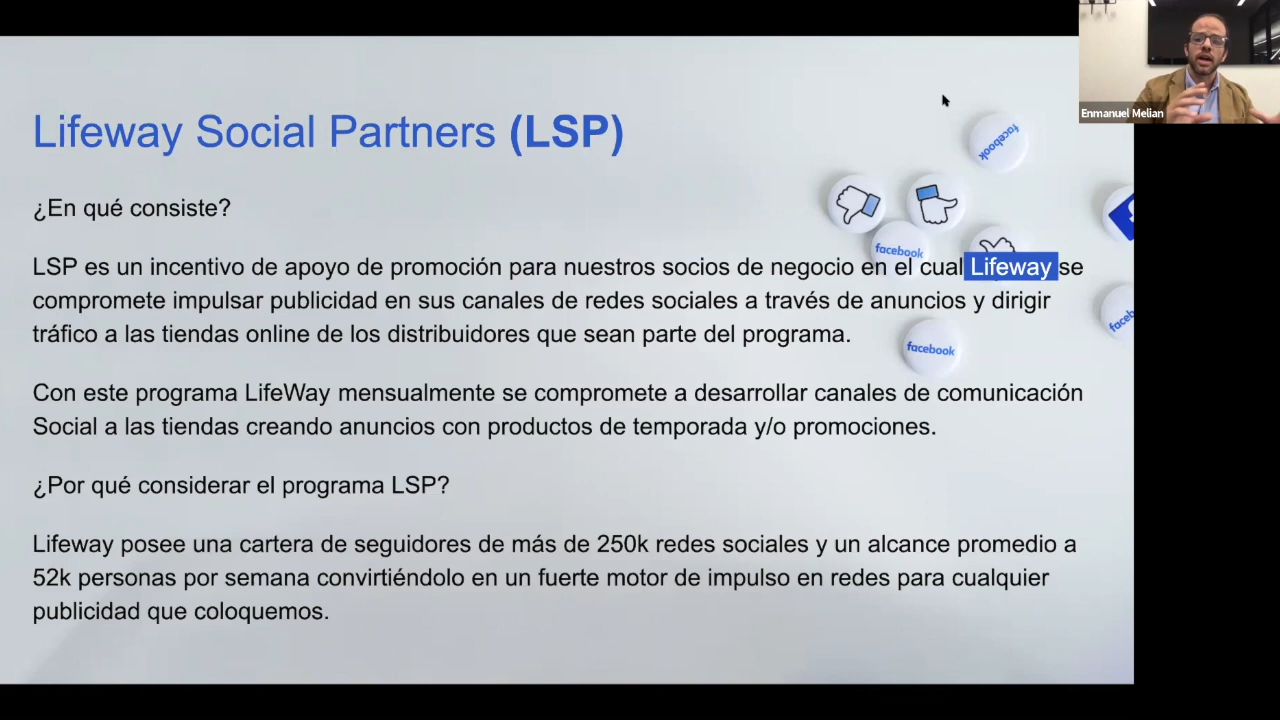 Enmanuel Melian
Lifeway Social Partners (LSP)
facebook
¿En qué consiste?
facebook
LSP es un incentivo de apoyo de promoción para nuestros socios de negocio en el cual Lifeway se
compromete impulsar publicidad en sus canales de redes sociales a través de anuncios y dirigir
tráfico a las tiendas online de los distribuidores que sean parte del programa.
faceb
facebook
Con este programa LifeWay mensualmente se compromete a desarrollar canales de comunicación
Social a las tiendas creando anuncios con productos de temporada y/o promociones.
¿Por qué considerar el programa LSP?
Lifeway posee una cartera de seguidores de más de 250k redes sociales y un alcance promedio a
52k personas por semana convirtiéndolo en un fuerte motor de impulso en redes para cualquier
publicidad que coloquemos.